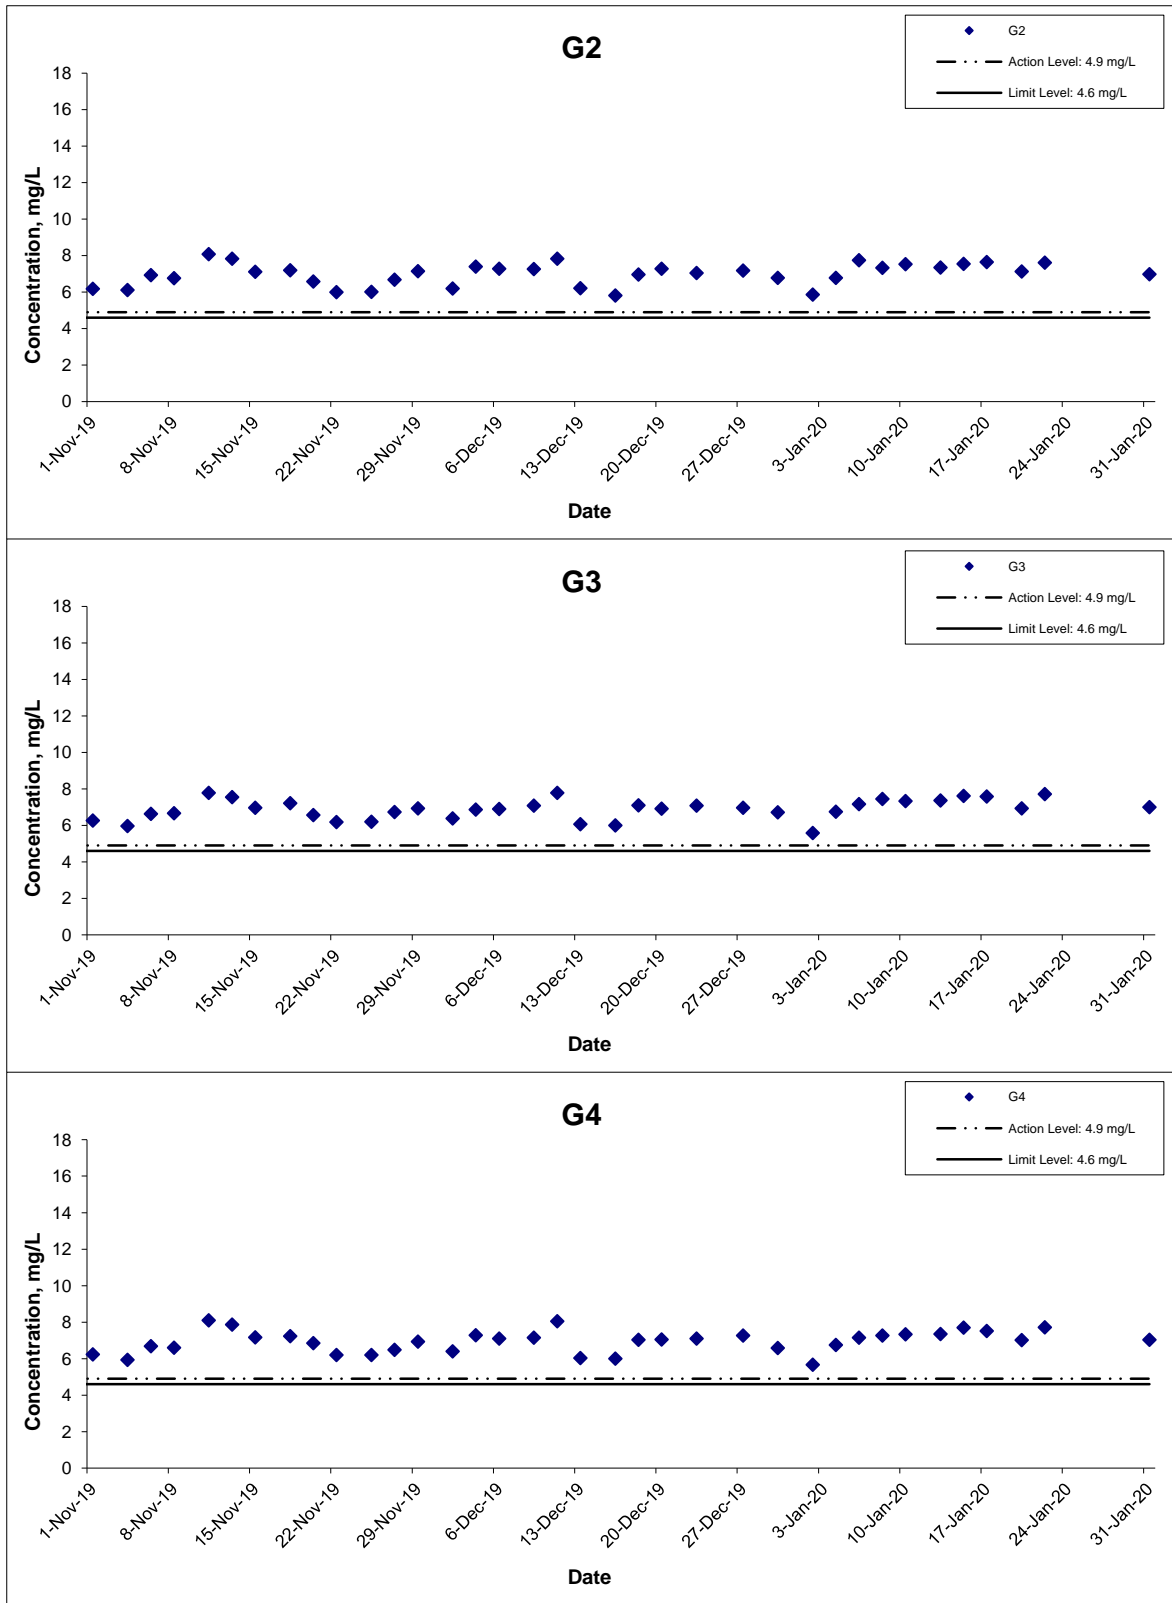 G2
G2
Action Level: 4.9 mg/L
Limit Level: 4.6 mg/L
Concentration, mg/L
18
16
14
12
10
8
6
4
2
0
1-Nov-19
8-Nov-19
15-Nov-19
22-Nov-19
29-Nov-19
6-Dec-19
13-Dec-19
20-Dec-19
27-Dec-19
3-Jan-20
10-Jan-20
17-Jan-20
24-Jan-20
31-Jan-20
Date
G3
G3
Action Level: 4.9 mg/L
Limit Level: 4.6 mg/L
Concentration, mg/L
18
16
14
12
10
8
6
4
2
0
1-Nov-19
8-Nov-19
15-Nov-19
22-Nov-19
29-Nov-19
6-Dec-19
13-Dec-19
20-Dec-19
27-Dec-19
3-Jan-20
10-Jan-20
17-Jan-20
24-Jan-20
31-Jan-20
Date
G4
G4
Action Level: 4.9 mg/L
Limit Level: 4.6 mg/L
Concentration, mg/L
18
16
14
12
10
8
6
4
2
0
1-Nov-19
8-Nov-19
15-Nov-19
22-Nov-19
29-Nov-19
6-Dec-19
13-Dec-19
20-Dec-19
27-Dec-19
3-Jan-20
10-Jan-20
17-Jan-20
24-Jan-20
31-Jan-20
Date